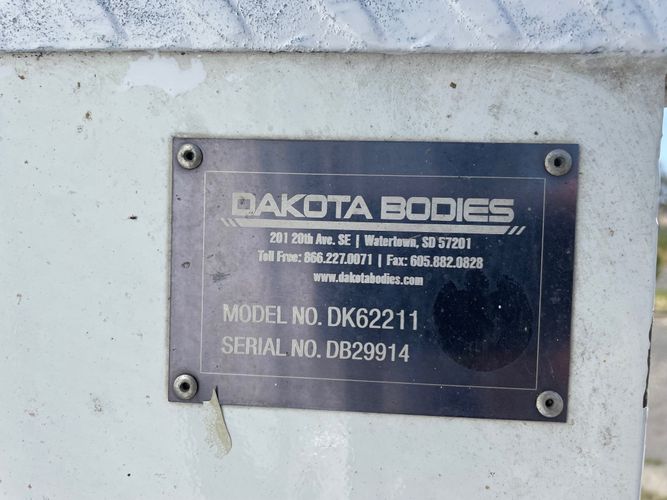 DAKOTA BODIES
201 20th Ave. SE | Watertown, SD 57201
Toll Free: 866.227.0071 | Fax: 605.882.0828
www.dakotabodies.com
MODEL NO. DK62211
SERIAL NO. DB29914